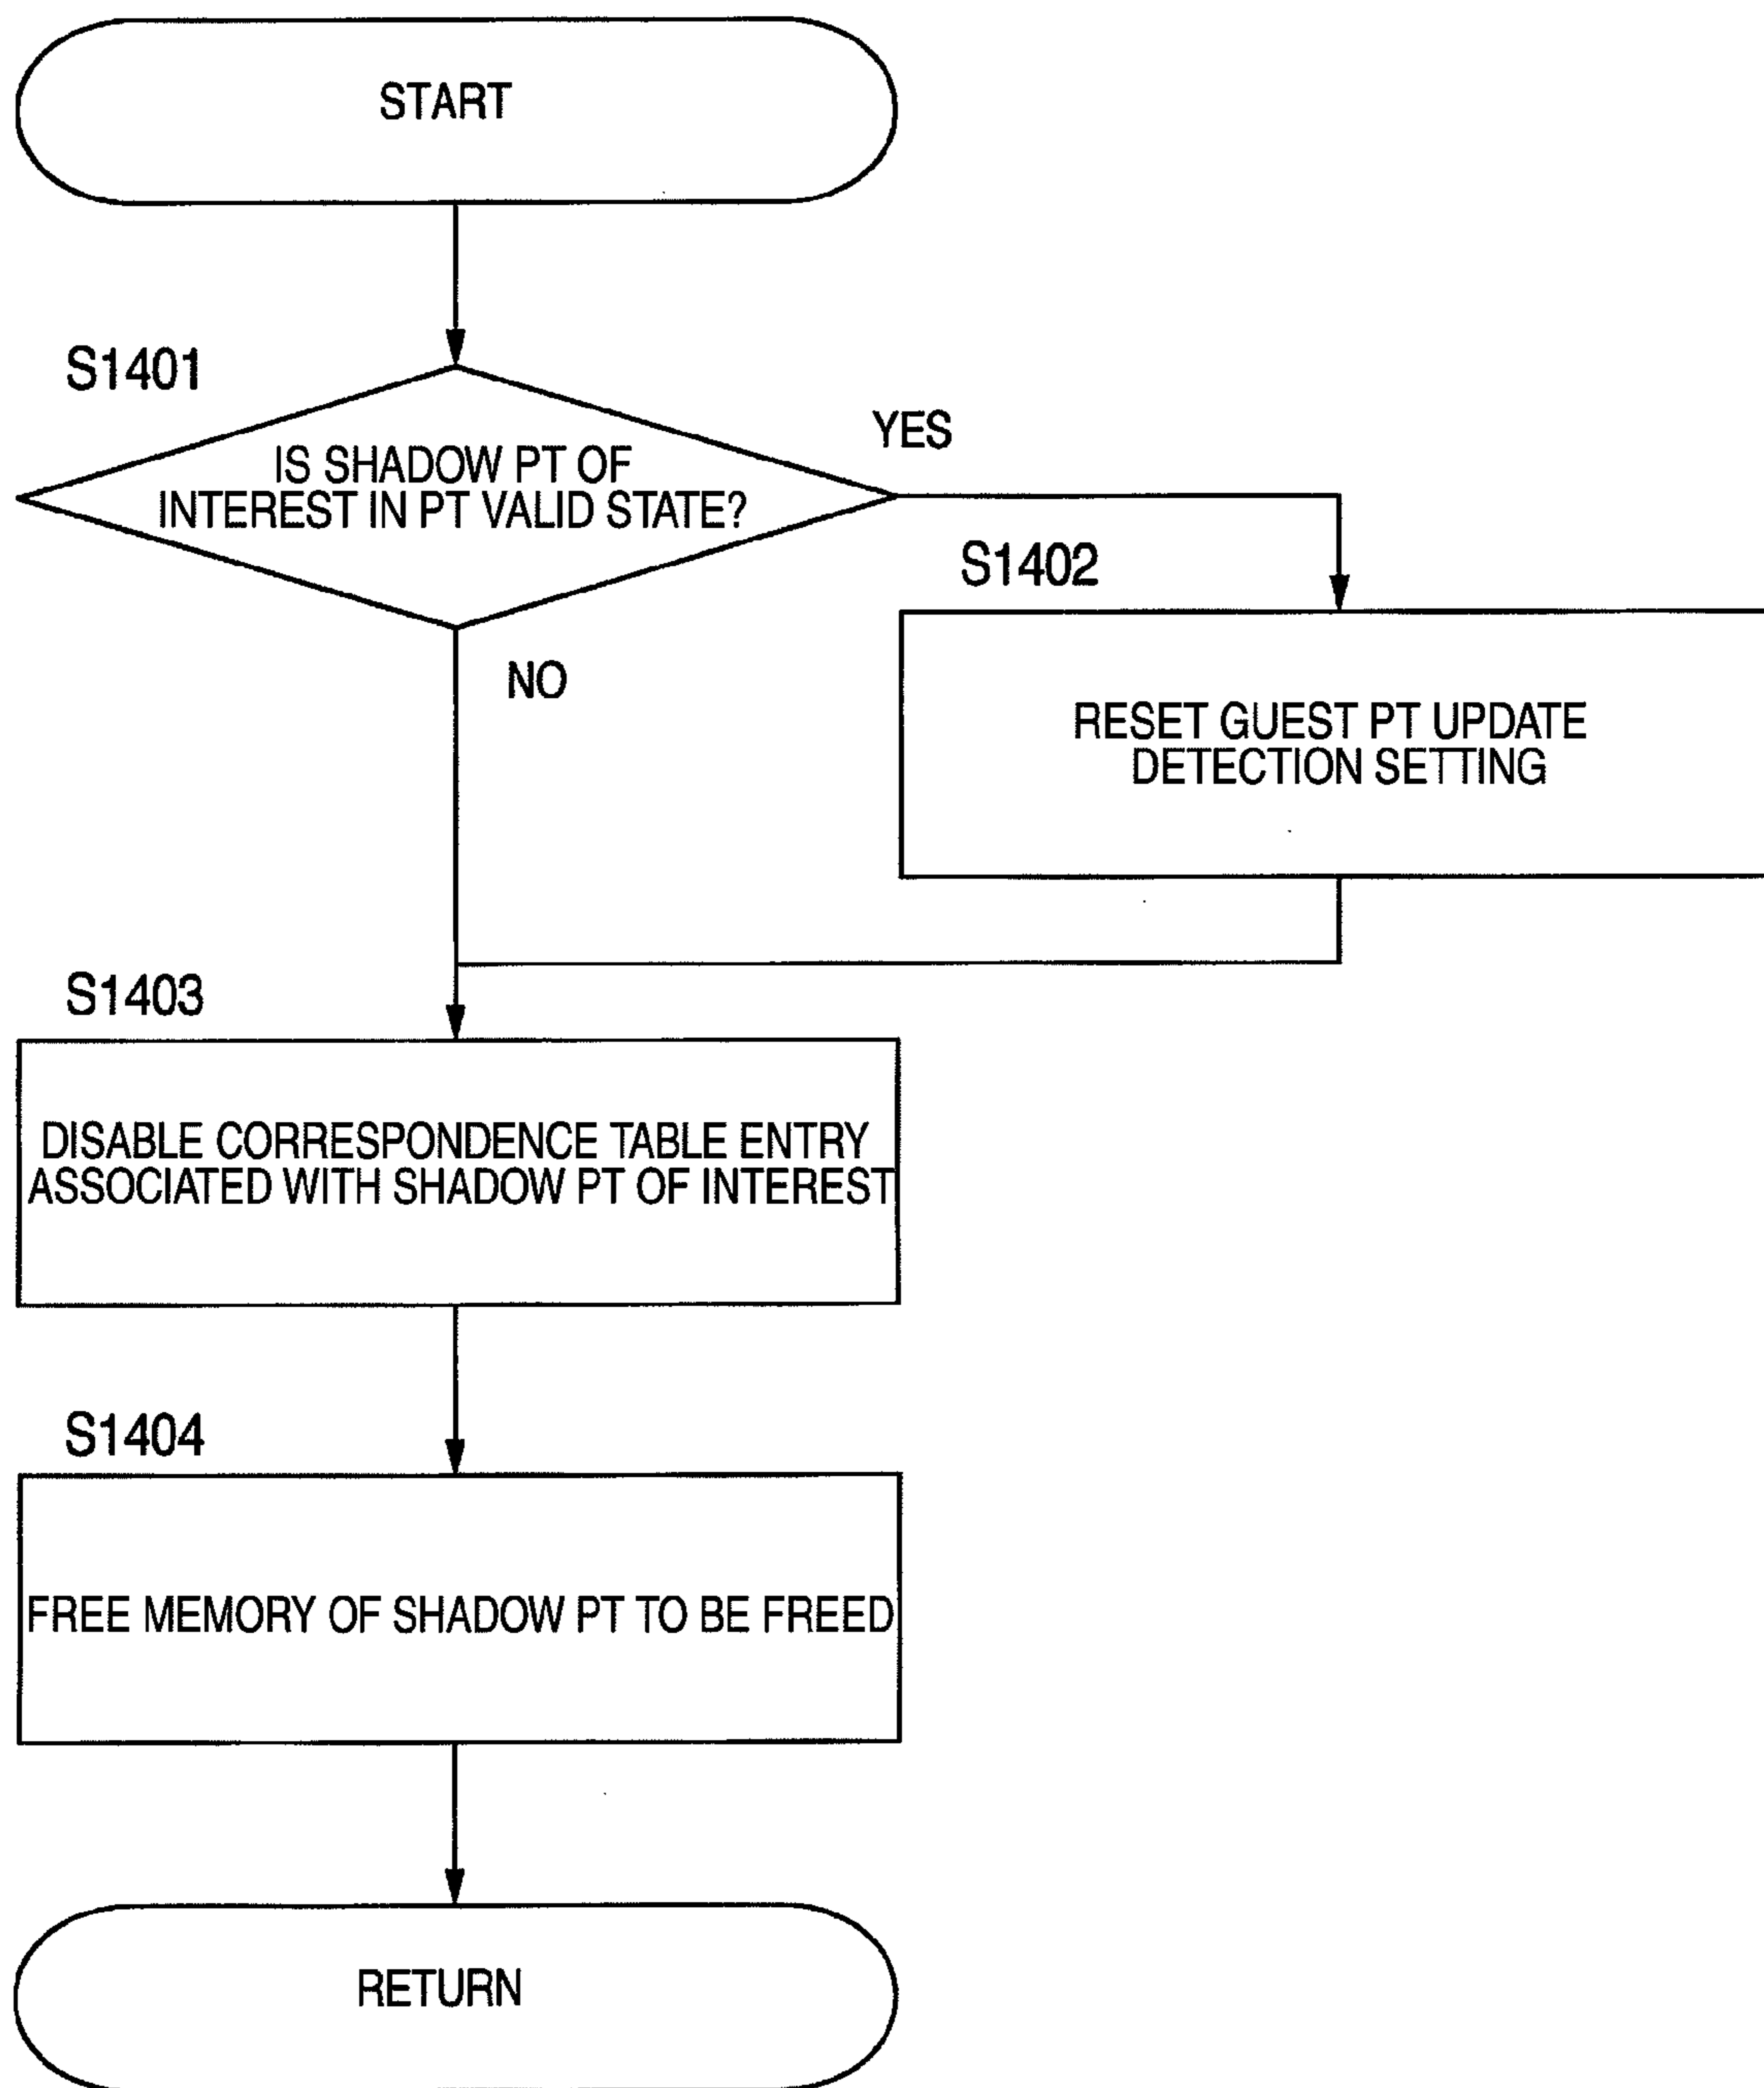 START
S1401
IS SHADOW PT OF
INTEREST IN PT VALID STATE?
YES
NO
S1402
RESET GUEST PT UPDATE
DETECTION SETTING
S1403
DISABLE CORRESPONDENCE TABLE ENTRY
ASSOCIATED WITH SHADOW PT OF INTEREST
S1404
FREE MEMORY OF SHADOW PT TO BE FREED
RETURN